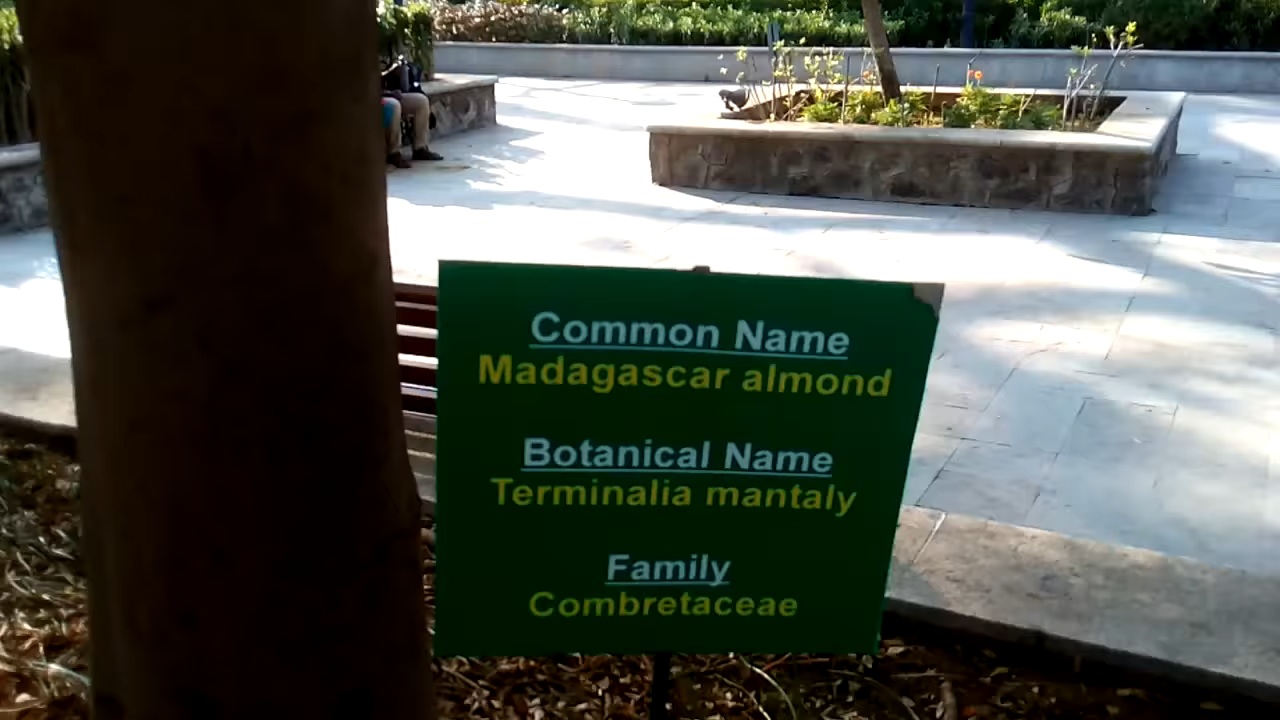 Common Name
Madagascar almond
Botanical Name
Terminalia mantaly
Family
Combretaceae